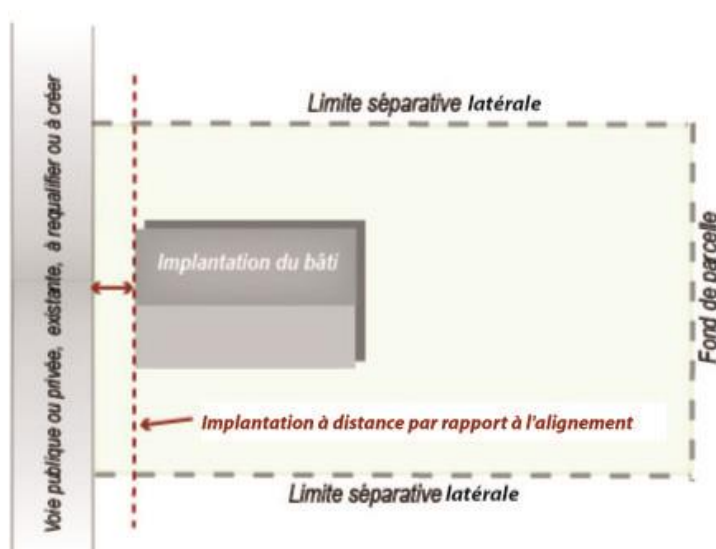 Limite séparative latérale
Voie publique ou privée, existante, à requalifier ou à créer
Implantation du bâti
Fond de parcelle
Implantation à distance par rapport à l'alignement
Limite séparative latérale